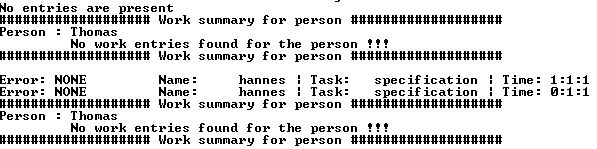 No entries are present
#################### Work summary for person ####################
Person : Thomas
No work entries found for the person !!!
#################### Work summary for person ####################
Error: NONE Name: hannes ¦ Task: specification ¦ Time: 1:1:1
Error: NONE Name: hannes ¦ Task: specification ¦ Time: 0:1:1
#################### Work summary for person ####################
Person : Thomas
No work entries found for the person !!!
#################### Work summary for person ####################